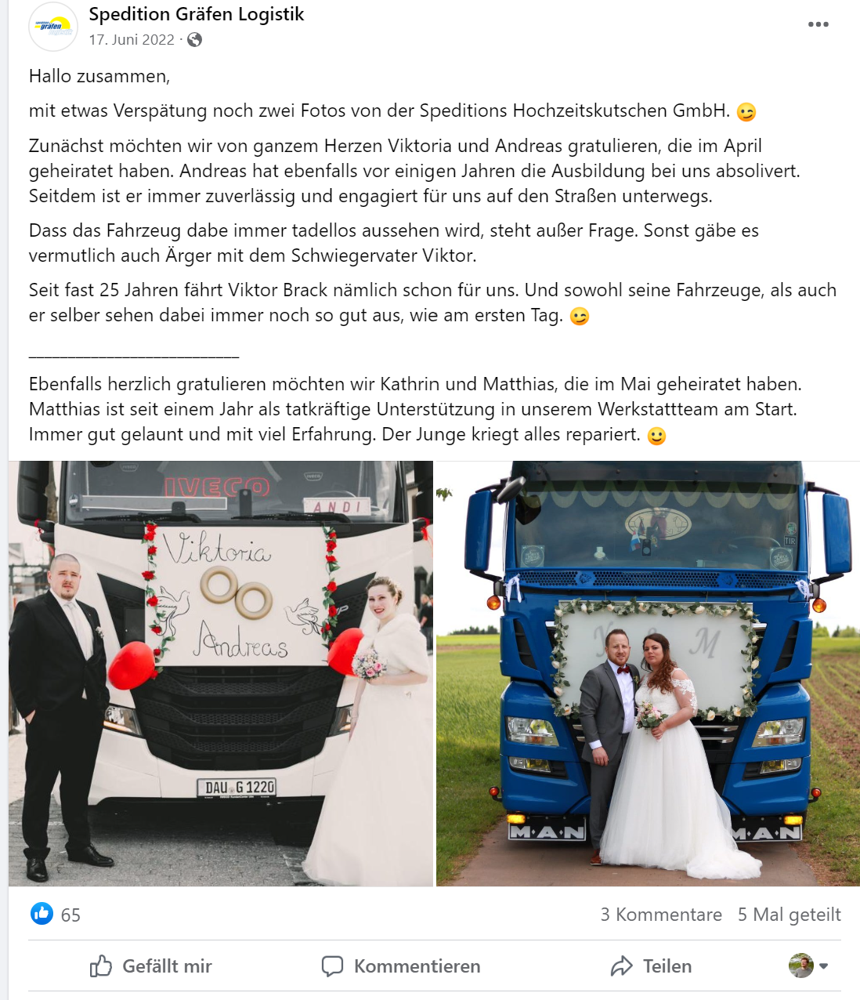 Spedition Gräfen Logistik
17. Juni 2022 ·
Hallo zusammen,
mit etwas Verspätung noch zwei Fotos von der Speditions Hochzeitskutschen GmbH. 😉
Zunächst möchten wir von ganzem Herzen Viktoria und Andreas gratulieren, die im April
geheiratet haben. Andreas hat ebenfalls vor einigen Jahren die Ausbildung bei uns absolivert.
Seitdem ist er immer zuverlässig und engagiert für uns auf den Straßen unterwegs.
Dass das Fahrzeug dabe immer tadellos aussehen wird, steht außer Frage. Sonst gäbe es
vermutlich auch Ärger mit dem Schwiegervater Viktor.
Seit fast 25 Jahren fährt Viktor Brack nämlich schon für uns. Und sowohl seine Fahrzeuge, als auch
er selber sehen dabei immer noch so gut aus, wie am ersten Tag. 😉
___________________________
Ebenfalls herzlich gratulieren möchten wir Kathrin und Matthias, die im Mai geheiratet haben.
Matthias ist seit einem Jahr als tatkräftige Unterstützung in unserem Werkstattteam am Start.
Immer gut gelaunt und mit viel Erfahrung. Der Junge kriegt alles repariert. 🙂
IVECO
ANDI
Viktoria
Andreas
DAU G 1220
TIR
M
M·A·N
M·A·N
65
3 Kommentare 5 Mal geteilt
Gefällt mir
Kommentieren
Teilen